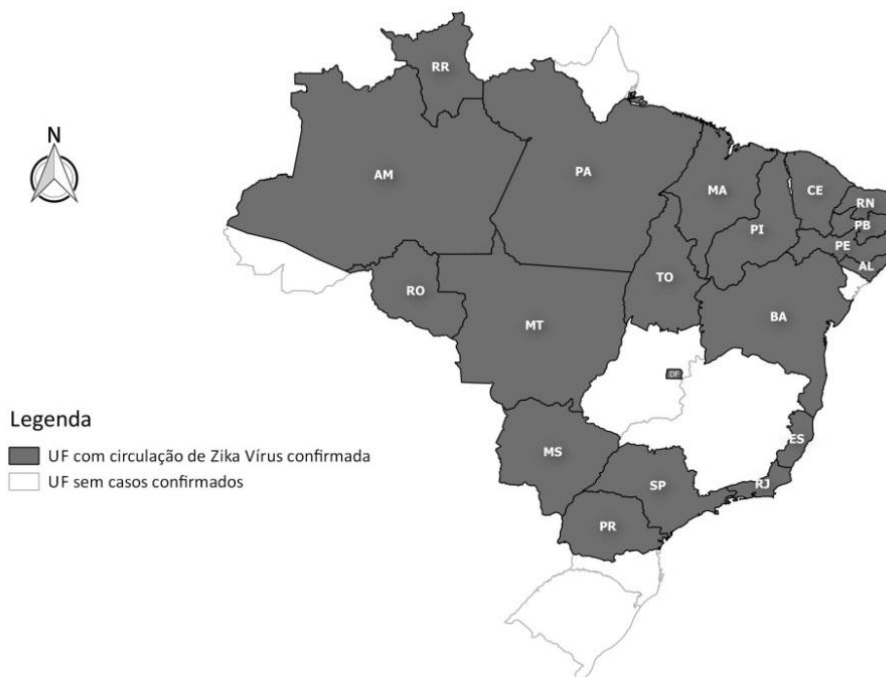 RR
N
AM
PA
MA
CE
RN
PB
PI
PE
AL
TO
RO
BA
MT
DF
Legenda
UF com circulação de Zika Vírus confirmada
UF sem casos confirmados
ES
MS
SP
RJ
PR